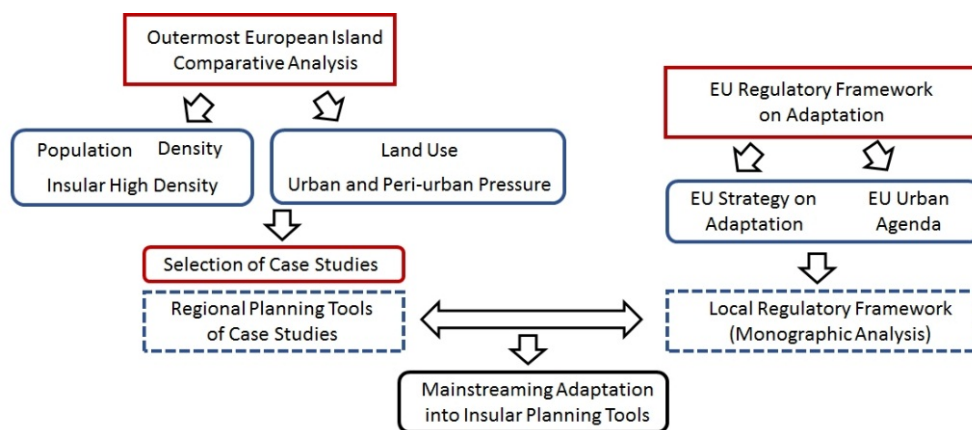 Outermost European Island
Comparative Analysis
EU Regulatory Framework
on Adaptation
Population Density
Insular High Density
Land Use
Urban and Peri-urban Pressure
EU Strategy on
Adaptation
EU Urban
Agenda
Selection of Case Studies
Regional Planning Tools
of Case Studies
Local Regulatory Framework
(Monographic Analysis)
Mainstreaming Adaptation
into Insular Planning Tools